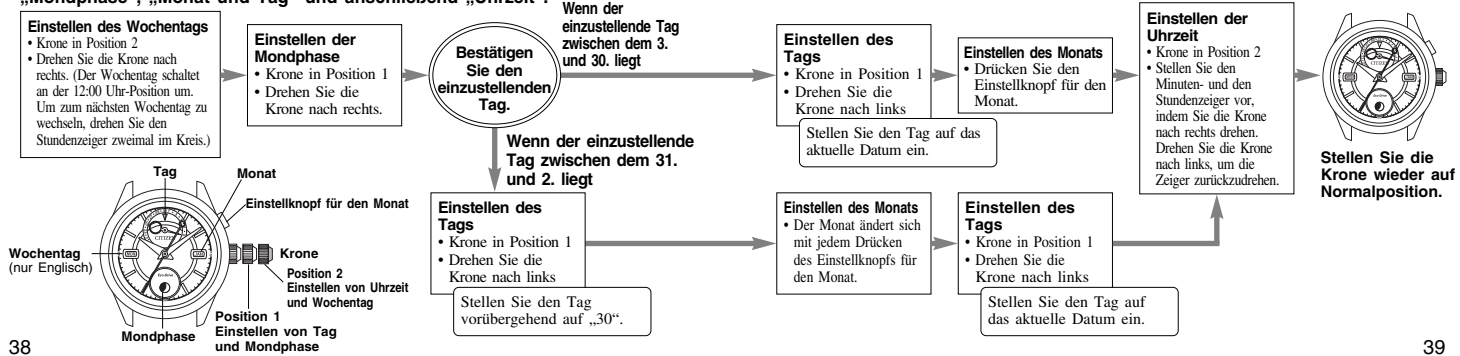 „Mondphase“, „Monat und Tag“ und anschließend „Uhrzeit“.
Einstellen des Wochentags
• Krone in Position 2
• Drehen Sie die Krone nach
rechts. (Der Wochentag schaltet
an der 12:00 Uhr-Position um.
Um zum nächsten Wochentag zu
wechseln, drehen Sie den
Stundenzeiger zweimal im Kreis.)
Einstellen der
Mondphase
• Krone in Position 1
• Drehen Sie die
Krone nach rechts.
Bestätigen
Sie den
einzustellenden
Tag.
Wenn der
einzustellende Tag
zwischen dem 3.
und 30. liegt
Einstellen des
Tags
• Krone in Position 1
• Drehen Sie die
Krone nach links
Stellen Sie den Tag auf das
aktuelle Datum ein.
Einstellen des Monats
• Drücken Sie den
Einstellknopf für den
Monat.
Einstellen der
Uhrzeit
• Krone in Position 2
• Stellen Sie den
Minuten- und den
Stundenzeiger vor,
indem Sie die Krone
nach rechts drehen.
Drehen Sie die Krone
nach links, um die
Zeiger zurückzudrehen.
CITIZEN
Eco-Drive
Stellen Sie die
Krone wieder auf
Normalposition.
Wenn der einzustellende
Tag zwischen dem 31.
und 2. liegt
Einstellen des
Tags
• Krone in Position 1
• Drehen Sie die
Krone nach links
Stellen Sie den Tag
vorübergehend auf „30“.
Einstellen des Monats
• Der Monat ändert sich
mit jedem Drücken
des Einstellknopfs für
den Monat.
Einstellen des
Tags
• Krone in Position 1
• Drehen Sie die
Krone nach links
Stellen Sie den Tag auf
das aktuelle Datum ein.
Tag
Monat
Einstellknopf für den Monat
CITIZEN
Eco-Drive
Wochentag
(nur Englisch)
Krone
Position 2
Einstellen von Uhrzeit
und Wochentag
Position 1
Einstellen von Tag
und Mondphase
Mondphase
38
39